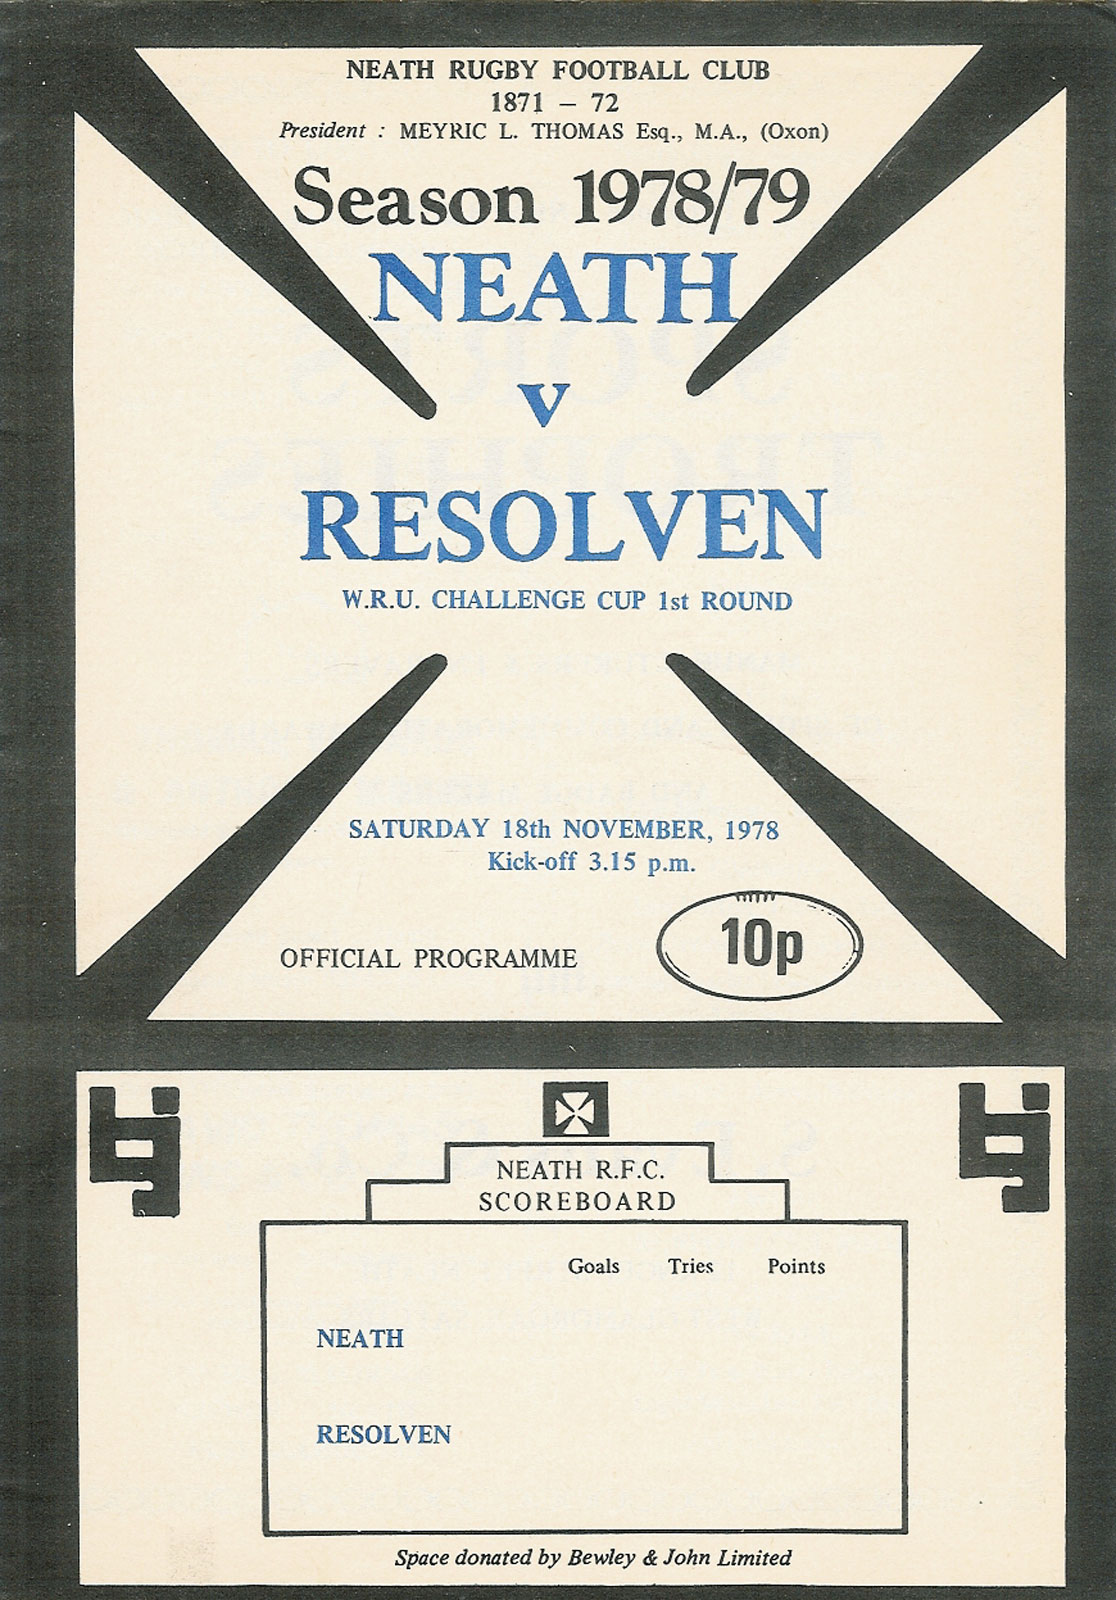 NEATH RUGBY FOOTBALL CLUB
1871 – 72
President : MEYRIC L. THOMAS Esq., M.A., (Oxon)
Season 1978/79
NEATH
v
RESOLVEN
W.R.U. CHALLENGE CUP 1st ROUND
SATURDAY 18th NOVEMBER, 1978
Kick-off 3.15 p.m.
OFFICIAL PROGRAMME
10p
NEATH R.F.C.
SCOREBOARD
Goals Tries Points
NEATH
RESOLVEN
Space donated by Bewley & John Limited